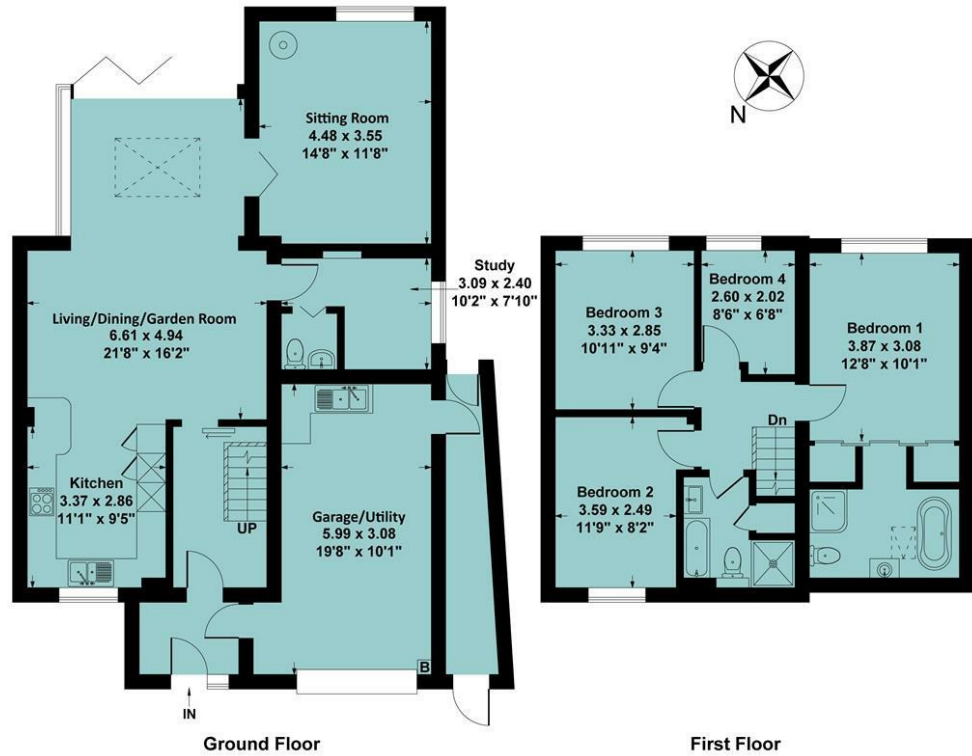 Sitting Room
4.48 x 3.55
14'8" x 11'8"
N
Study
3.09 x 2.40
10'2" x 7'10"
Living/Dining/Garden Room
6.61 x 4.94
21'8" x 16'2"
Kitchen
3.37 x 2.86
11'1" x 9'5"
UP
Garage/Utility
5.99 x 3.08
19'8" x 10'1"
B
IN
Ground Floor
Bedroom 3
3.33 x 2.85
10'11" x 9'4"
Bedroom 4
2.60 x 2.02
8'6" x 6'8"
Bedroom 1
3.87 x 3.08
12'8" x 10'1"
Dn
Bedroom 2
3.59 x 2.49
11'9" x 8'2"
First Floor